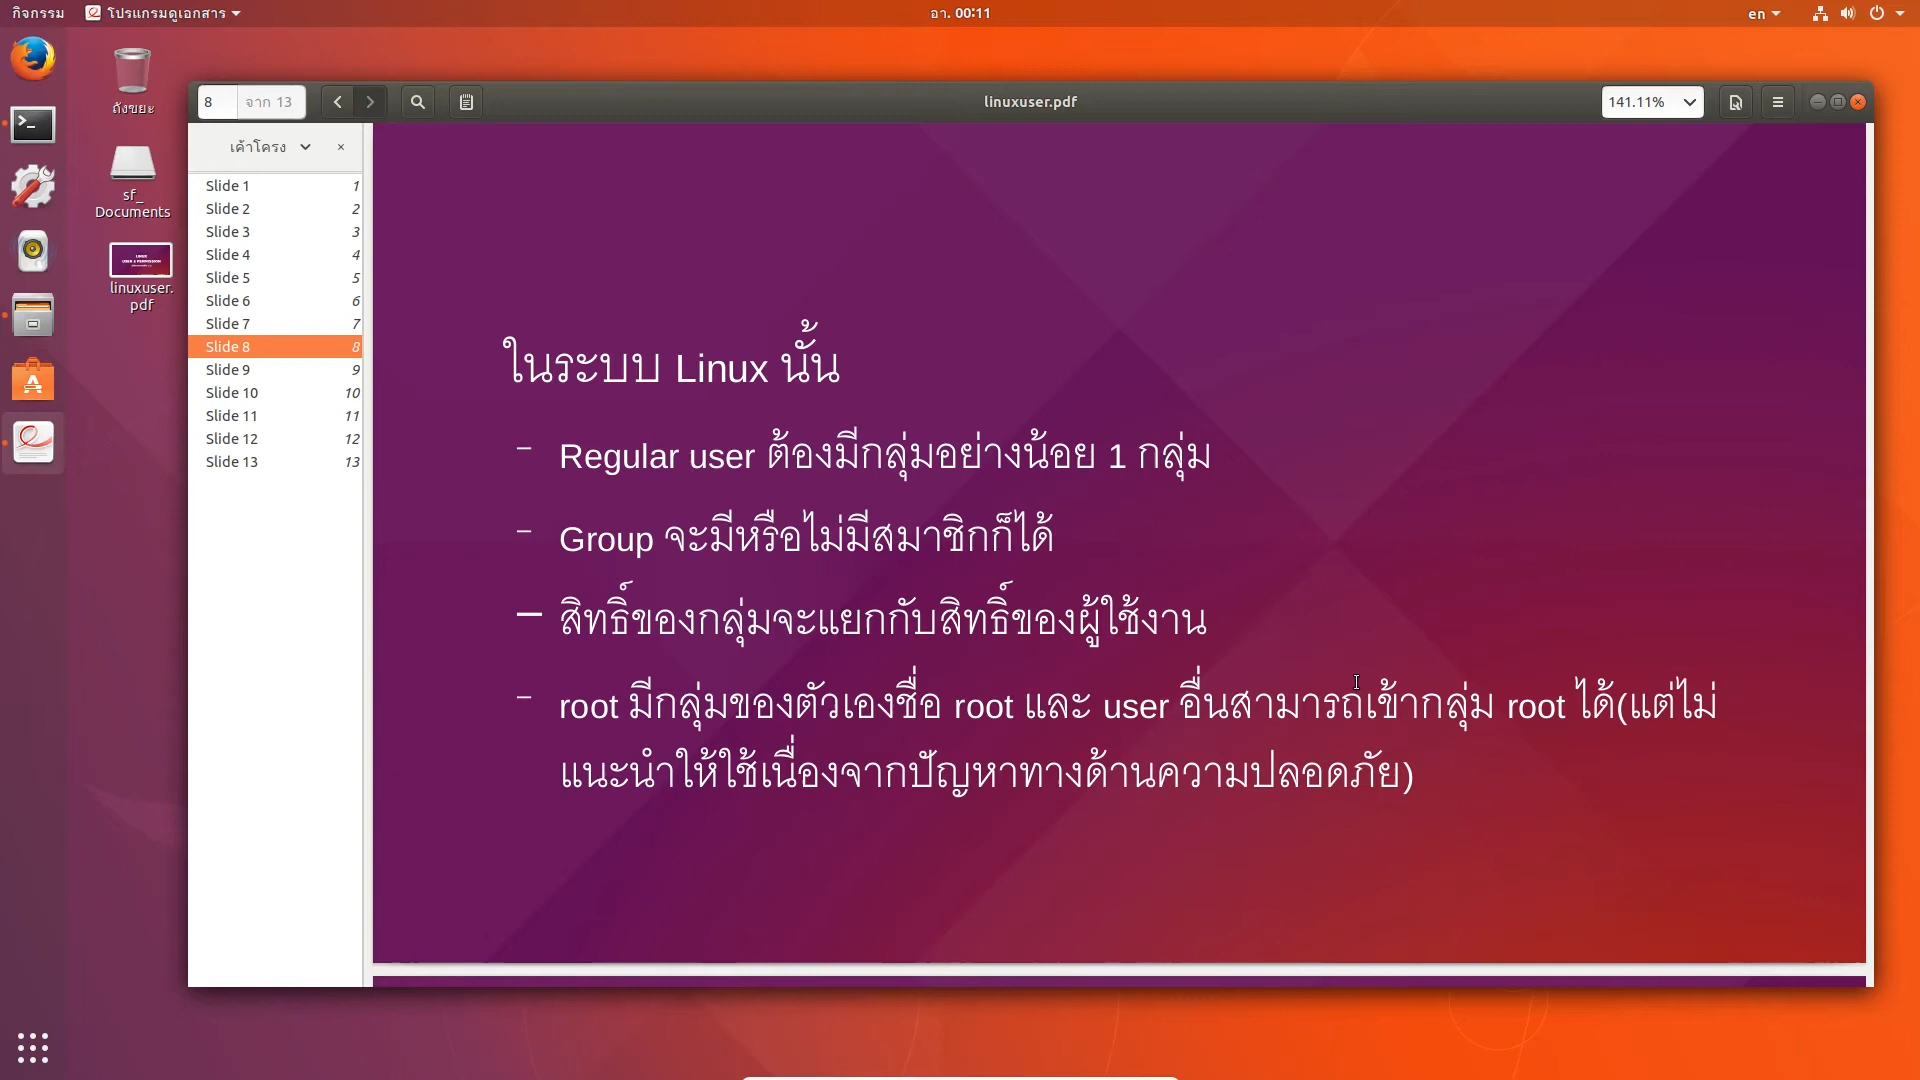 กิจกรรม โปรแกรมดูเอกสาร อา. 00:11 en
ถังขยะ
sf_
Documents
linuxuser.
pdf
8 จาก 13 linuxuser.pdf 141.11%
เค้าโครง
Slide 1 1
Slide 2 2
Slide 3 3
Slide 4 4
Slide 5 5
Slide 6 6
Slide 7 7
Slide 8 8
Slide 9 9
Slide 10 10
Slide 11 11
Slide 12 12
Slide 13 13
ในระบบ Linux นั้น
– Regular user ต้องมีกลุ่มอย่างน้อย 1 กลุ่ม
– Group จะมีหรือไม่มีสมาชิกก็ได้
– สิทธิ์ของกลุ่มจะแยกกับสิทธิ์ของผู้ใช้งาน
– root มีกลุ่มของตัวเองชื่อ root และ user อื่นสามารถเข้ากลุ่ม root ได้(แต่ไม่
แนะนำให้ใช้เนื่องจากปัญหาทางด้านความปลอดภัย)